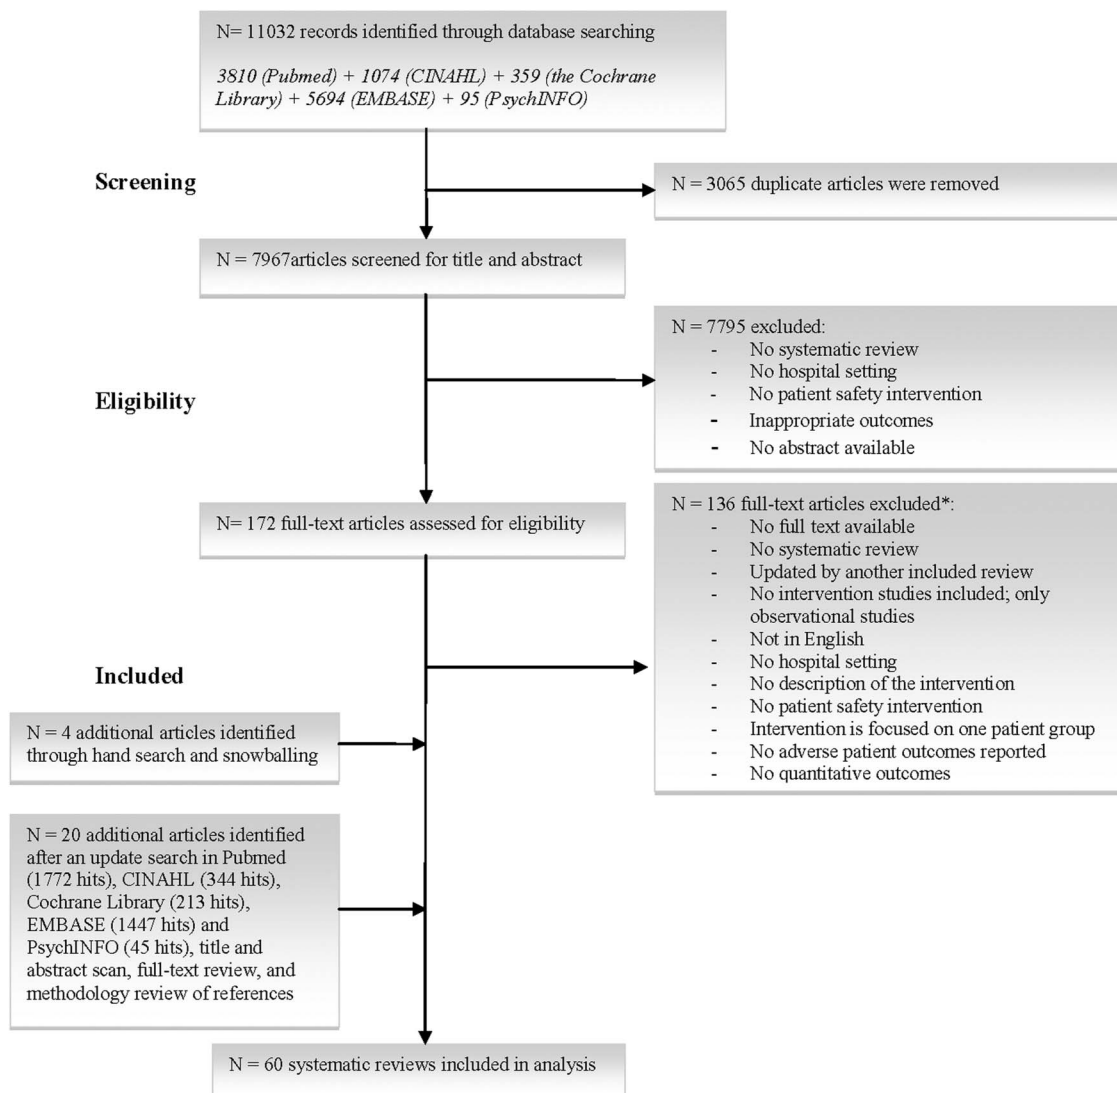 N= 11032 records identified through database searching
3810 (Pubmed) + 1074 (CINAHL) + 359 (the Cochrane
Library) + 5694 (EMBASE) + 95 (PsychINFO)
Screening
N = 3065 duplicate articles were removed
N = 7967articles screened for title and abstract
N = 7795 excluded:
- No systematic review
- No hospital setting
- No patient safety intervention
- Inappropriate outcomes
- No abstract available
Eligibility
N= 172 full-text articles assessed for eligibility
N = 136 full-text articles excluded*:
- No full text available
- No systematic review
- Updated by another included review
- No intervention studies included; only
observational studies
- Not in English
- No hospital setting
- No description of the intervention
- No patient safety intervention
- Intervention is focused on one patient group
- No adverse patient outcomes reported
- No quantitative outcomes
Included
N = 4 additional articles identified
through hand search and snowballing
N = 20 additional articles identified
after an update search in Pubmed
(1772 hits), CINAHL (344 hits),
Cochrane Library (213 hits),
EMBASE (1447 hits) and
PsychINFO (45 hits), title and
abstract scan, full-text review, and
methodology review of references
N = 60 systematic reviews included in analysis